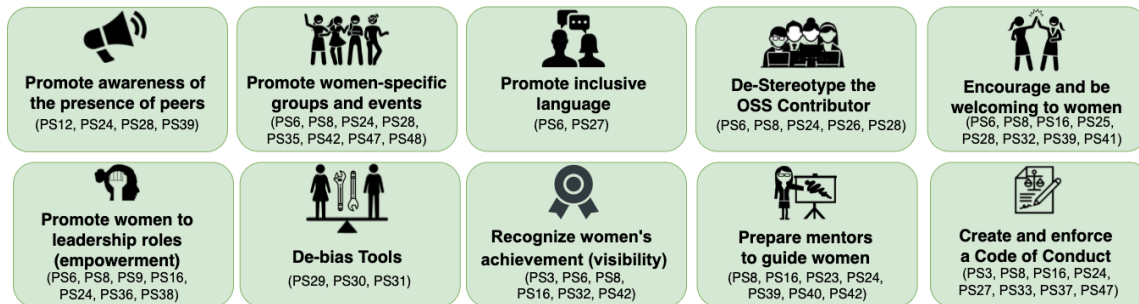 Promote awareness of
the presence of peers
(PS12, PS24, PS28, PS39)
Promote women-specific
groups and events
(PS6, PS8, PS24, PS28,
PS35, PS42, PS47, PS48)
Promote inclusive
language
(PS6, PS27)
De-Stereotype the
OSS Contributor
(PS6, PS8, PS24, PS26, PS28)
Encourage and be
welcoming to women
(PS6, PS8, PS16, PS25,
PS28, PS32, PS39, PS41)
Promote women to
leadership roles
(empowerment)
(PS6, PS8, PS9, PS16,
PS24, PS36, PS38)
De-bias Tools
(PS29, PS30, PS31)
Recognize women's
achievement (visibility)
(PS3, PS6, PS8,
PS16, PS32, PS42)
Prepare mentors
to guide women
(PS8, PS16, PS23, PS24,
PS39, PS40, PS42)
Create and enforce
a Code of Conduct
(PS3, PS8, PS16, PS24,
PS27, PS33, PS37, PS47)